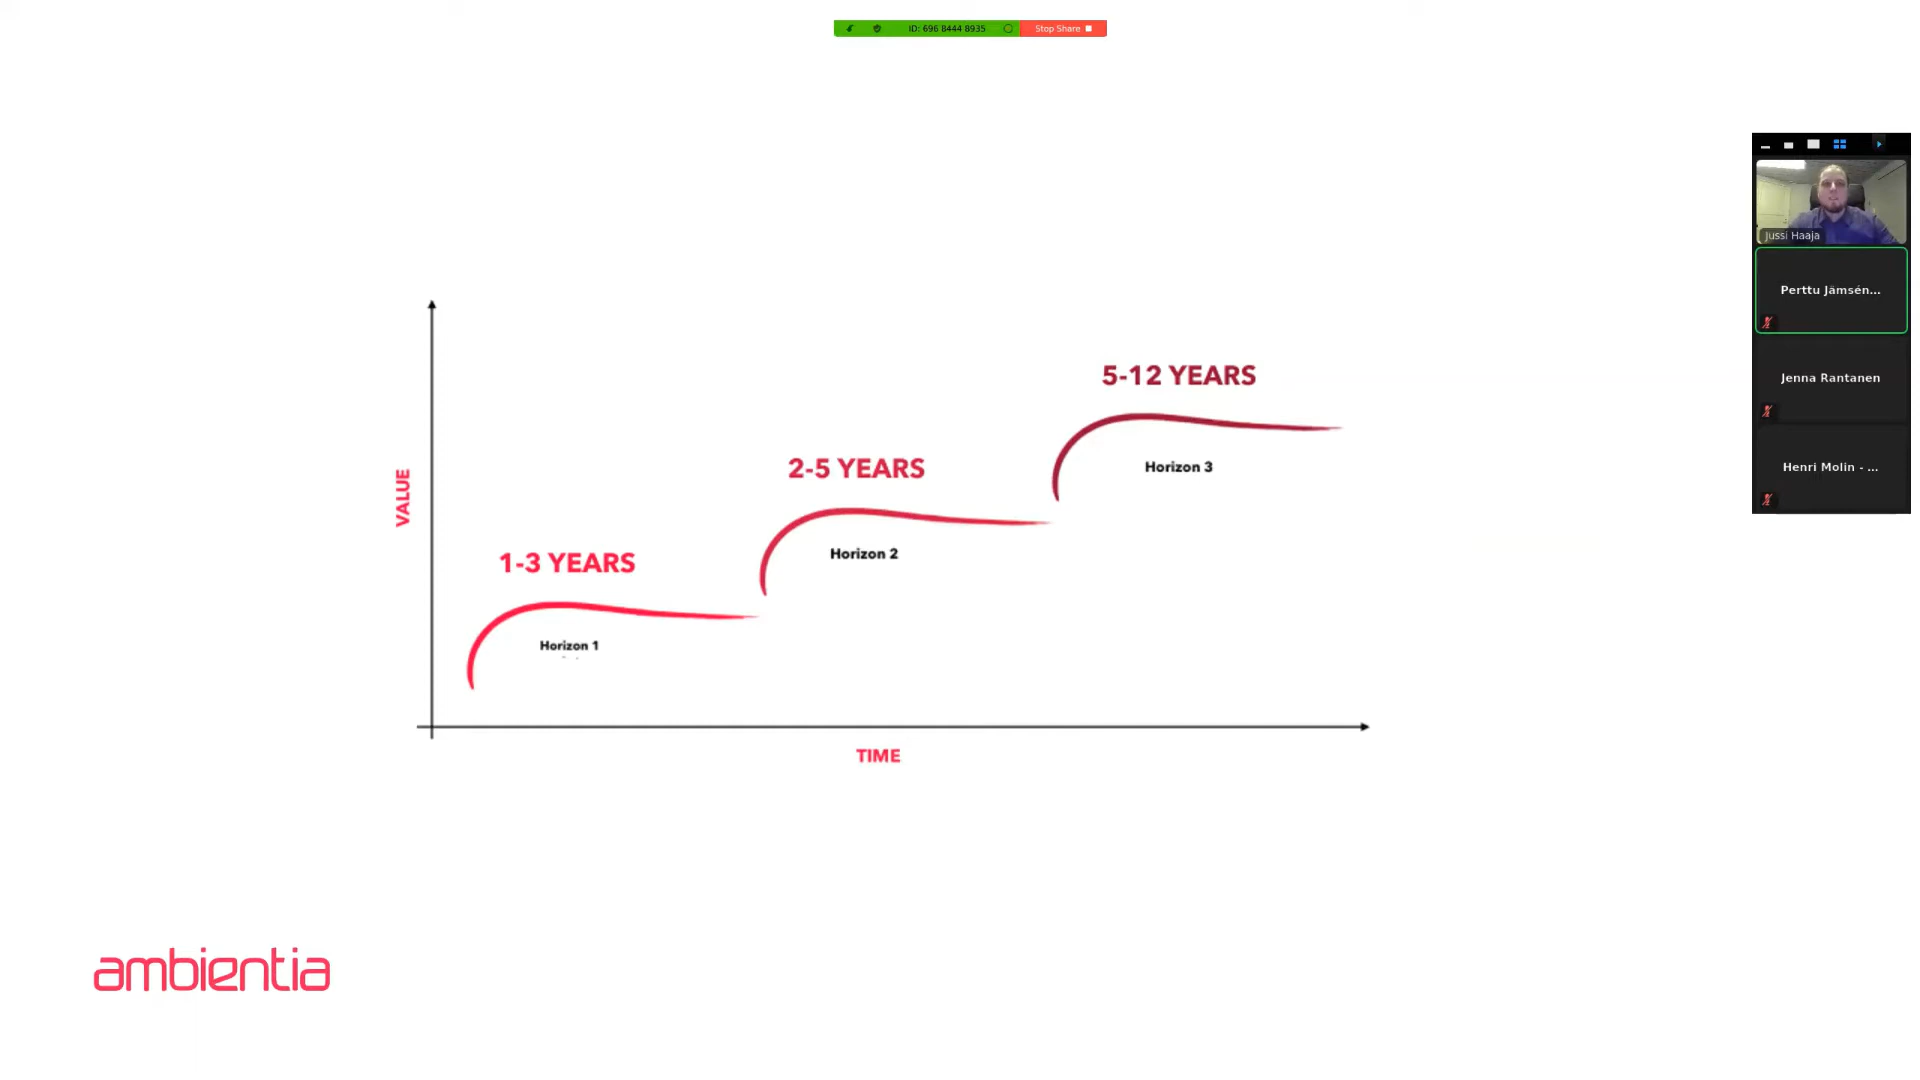 ID: 696 8444 8935
Stop Share
Jussi Haaja
Perttu Jämsén...
Jenna Rantanen
Henri Molin - ...
5-12 YEARS
Horizon 3
2-5 YEARS
Horizon 2
1-3 YEARS
Horizon 1
VALUE
TIME
ambientia